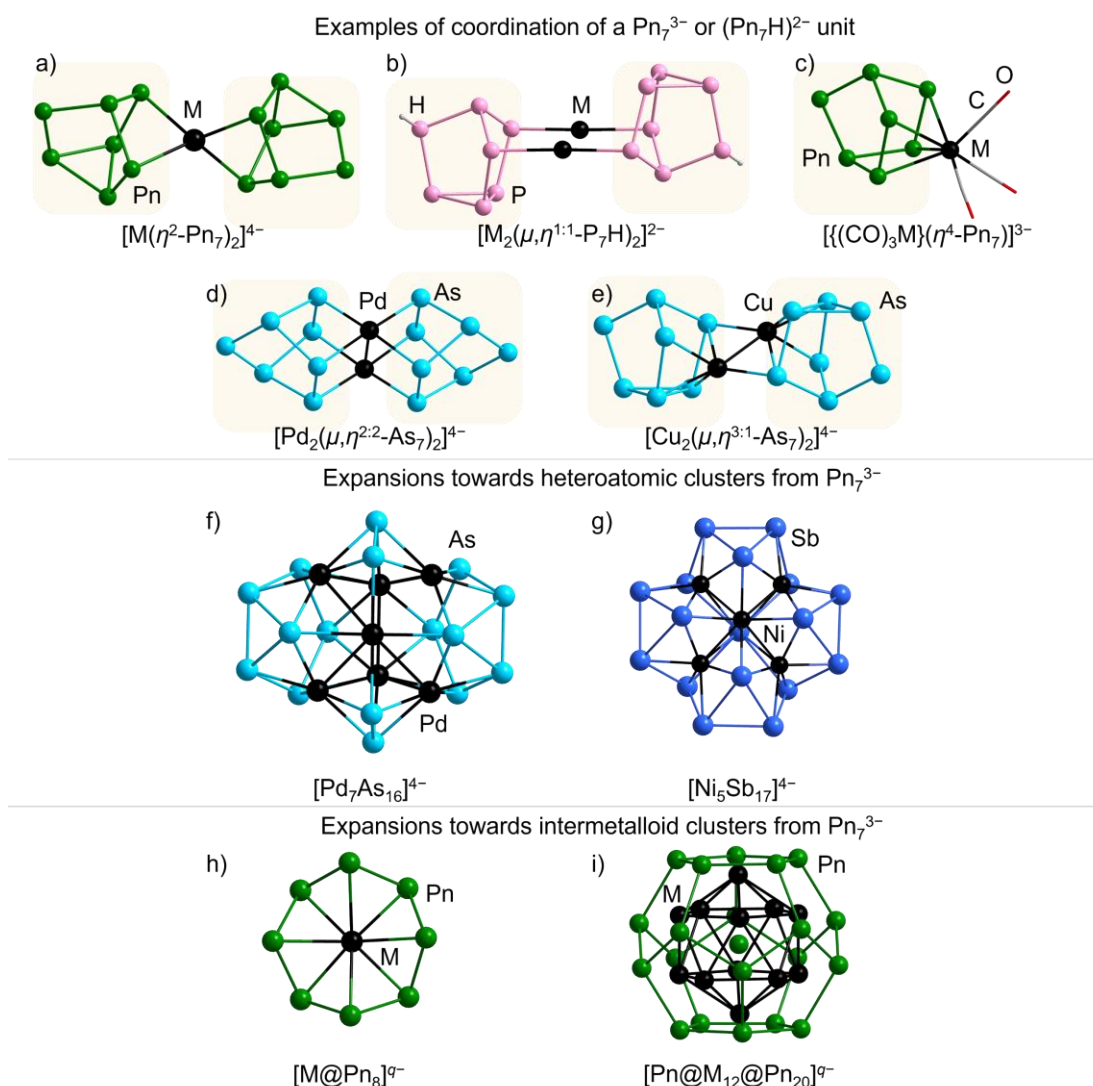 Examples of coordination of a Pn₇³⁻ or (Pn₇H)²⁻ unit
a) b) c)
M H M O
C
Pn P Pn M
[M(η²-Pn₇)₂]⁴⁻ [M₂(μ,η¹:¹-P₇H)₂]²⁻ [{(CO)₃M}(η⁴-Pn₇)]³⁻
d) Pd As e) Cu As
[Pd₂(μ,η²:²-As₇)₂]⁴⁻ [Cu₂(μ,η³:¹-As₇)₂]⁴⁻
Expansions towards heteroatomic clusters from Pn₇³⁻
f) As g) Sb
Ni
Pd
[Pd₇As₁₆]⁴⁻ [Ni₅Sb₁₇]⁴⁻
Expansions towards intermetalloid clusters from Pn₇³⁻
h) Pn i) Pn
M
M
[M@Pn₈]q⁻ [Pn@M₁₂@Pn₂₀]q⁻